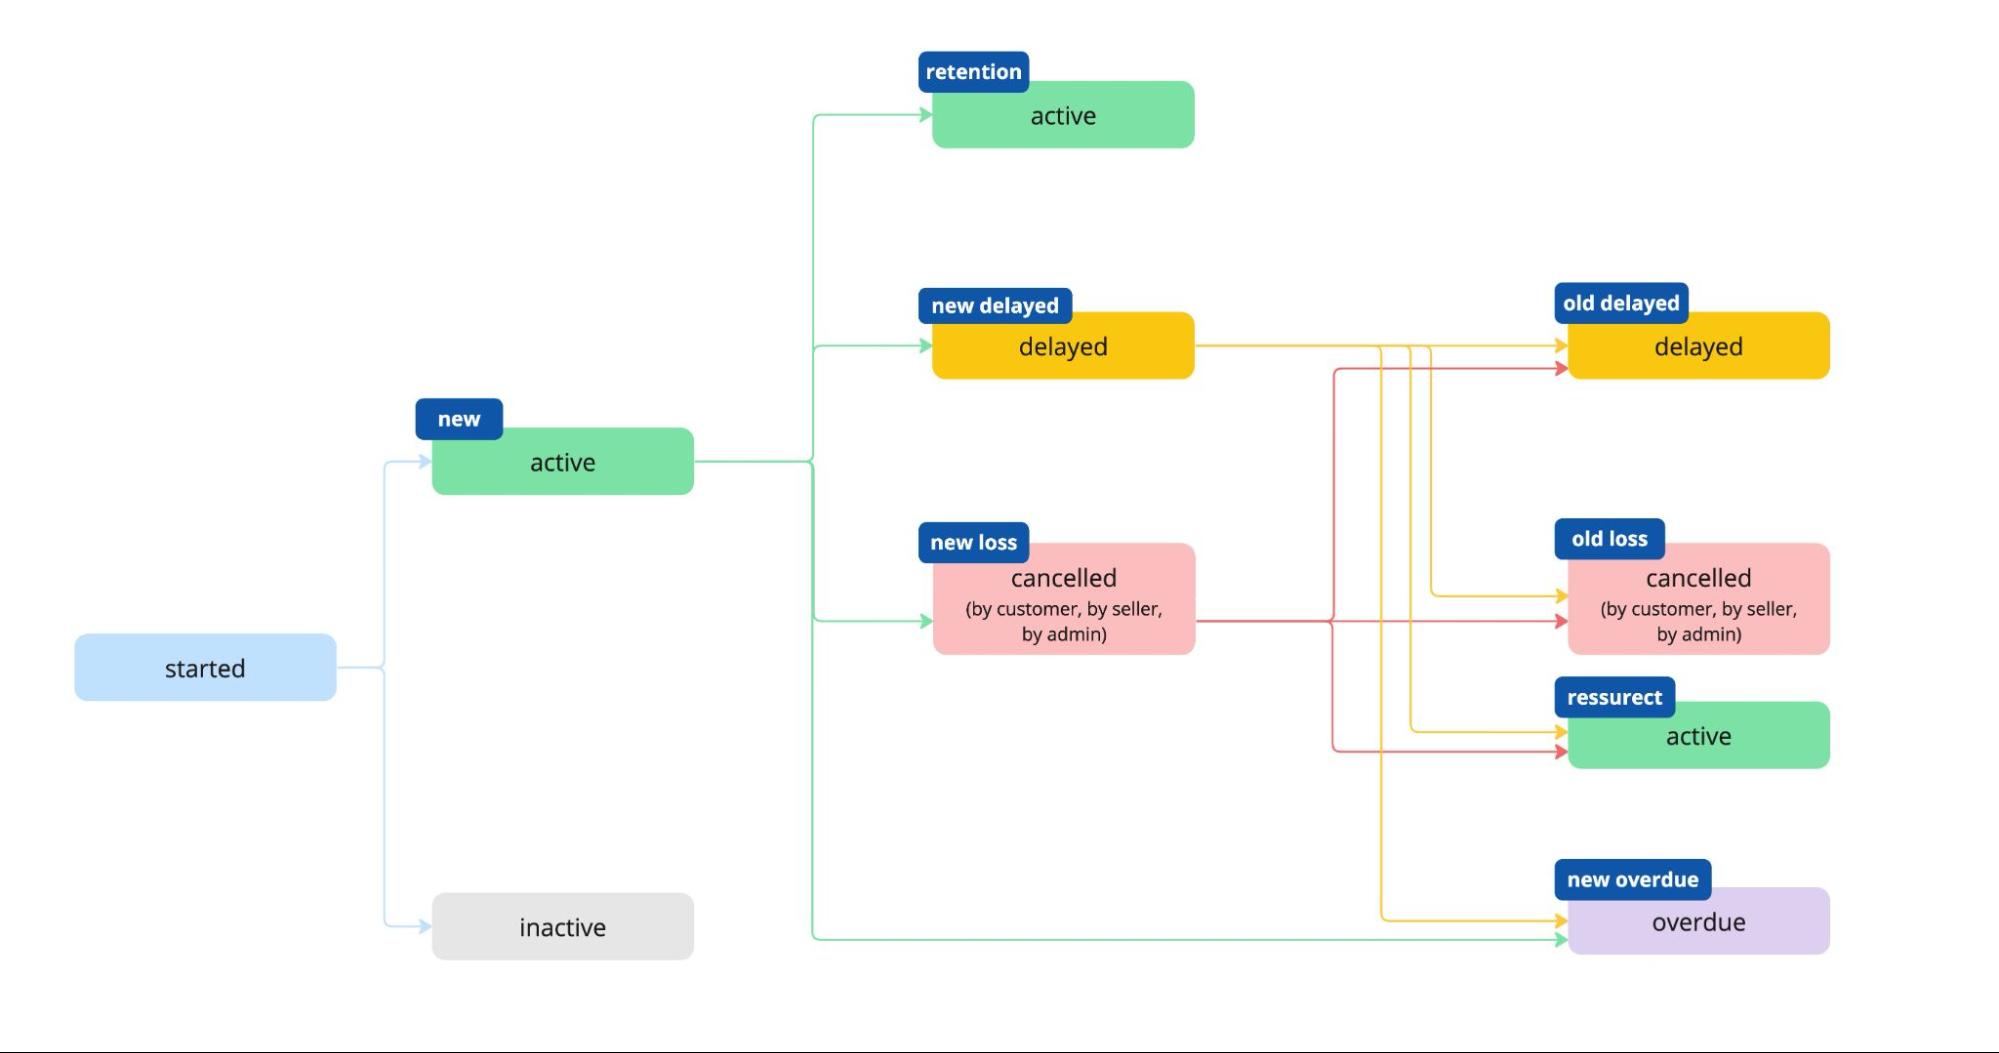 retention
active
new delayed
delayed
old delayed
delayed
new
active
new loss
cancelled
(by customer, by seller,
by admin)
old loss
cancelled
(by customer, by seller,
by admin)
started
ressurect
active
inactive
new overdue
overdue